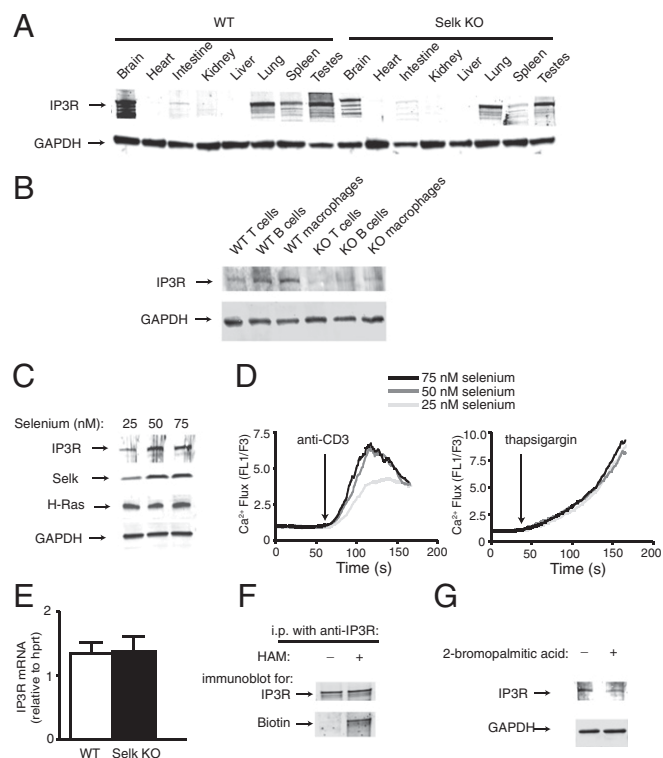 A
WT
Selk KO
Brain Heart Intestine Kidney Liver Lung Spleen Testes Brain Heart Intestine Kidney Liver Lung Spleen Testes
IP3R
GAPDH
B
WT T cells WT B cells WT macrophages KO T cells KO B cells KO macrophages
IP3R
GAPDH
C
Selenium (nM): 25 50 75
IP3R
Selk
H-Ras
GAPDH
D
75 nM selenium
50 nM selenium
25 nM selenium
Ca²⁺ Flux (FL1/F3)
7.5
5.0
2.5
0
anti-CD3
0 50 100 150 200
Time (s)
Ca²⁺ Flux (FL1/F3)
10.0
7.5
5.0
2.5
0
thapsigargin
0 50 100 150 200
Time (s)
E
IP3R mRNA
(relative to hprt)
2
1
0
WT Selk KO
F
i.p. with anti-IP3R:
HAM: − +
immunoblot for:
IP3R
Biotin
G
2-bromopalmitic acid: − +
IP3R
GAPDH